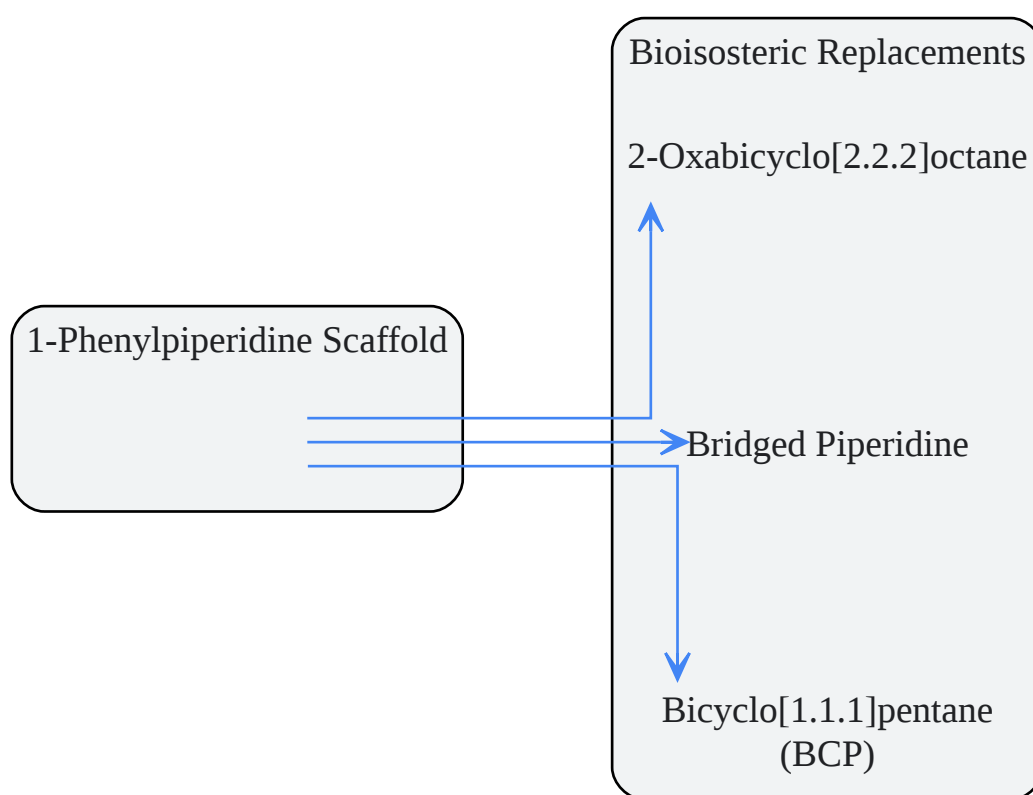 Bioisosteric Replacements
2-Oxabicyclo[2.2.2]octane
1-Phenylpiperidine Scaffold
Bridged Piperidine
Bicyclo[1.1.1]pentane
(BCP)